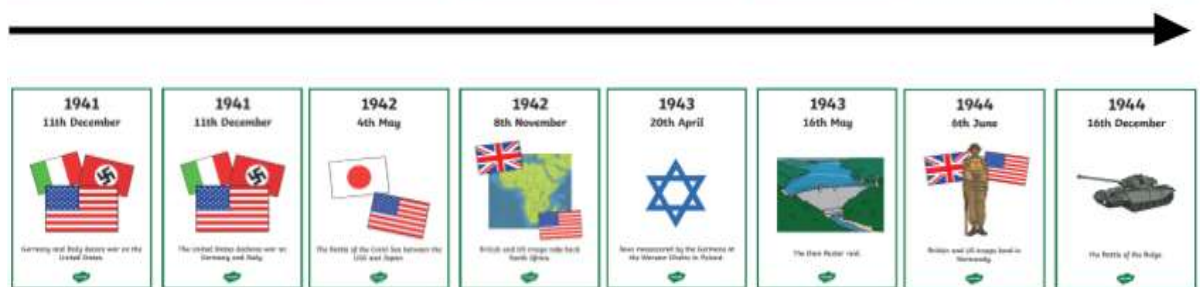 1941
11th December
Germany and Italy declare war on the
United States.
1941
11th December
The United States declares war on
Germany and Italy.
1942
4th May
The Battle of the Coral Sea between the
USA and Japan
1942
8th November
British and US troops take back
North Africa.
1943
20th April
Jews massacred by the Germans at
the Warsaw Ghetto in Poland.
1943
16th May
The Dam Buster raid.
1944
6th June
Britain and US troops land in
Normandy.
1944
16th December
The Battle of the Bulge.